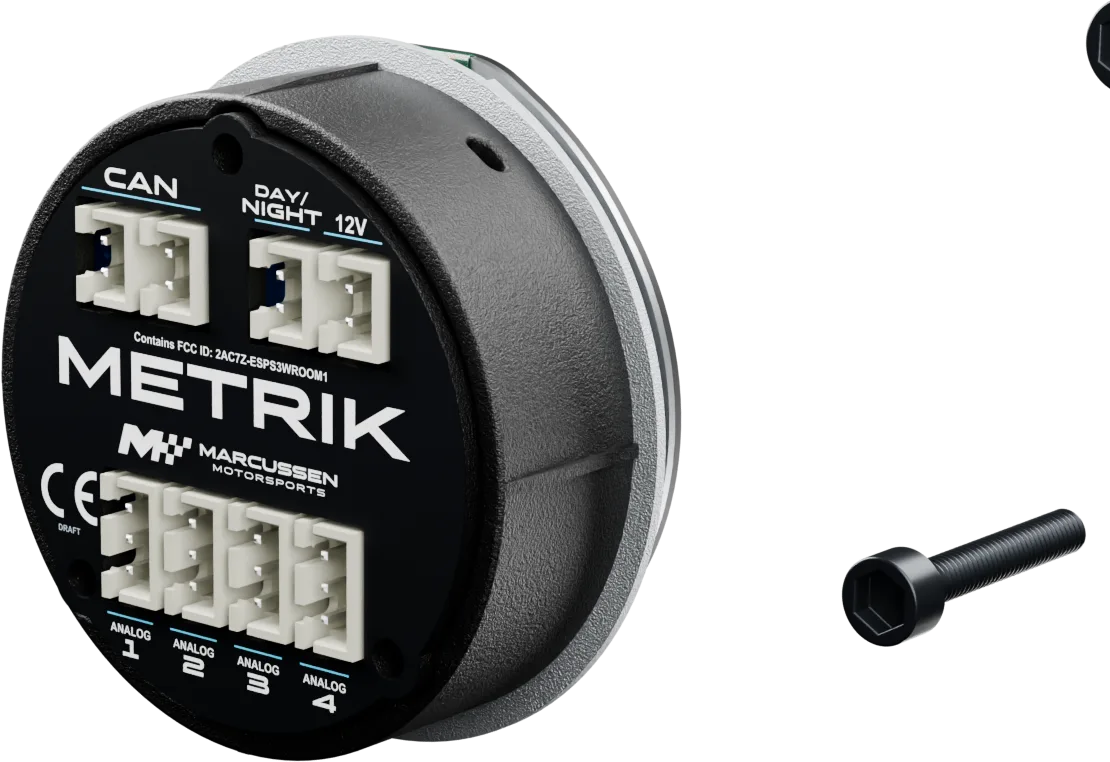 CAN
DAY/
NIGHT
12V
Contains FCC ID: 2AC7Z-ESPS3WROOM1
METRIK
M
MARCUSSEN
MOTORSPORTS
CE
DRAFT
ANALOG
1
ANALOG
2
ANALOG
3
ANALOG
4